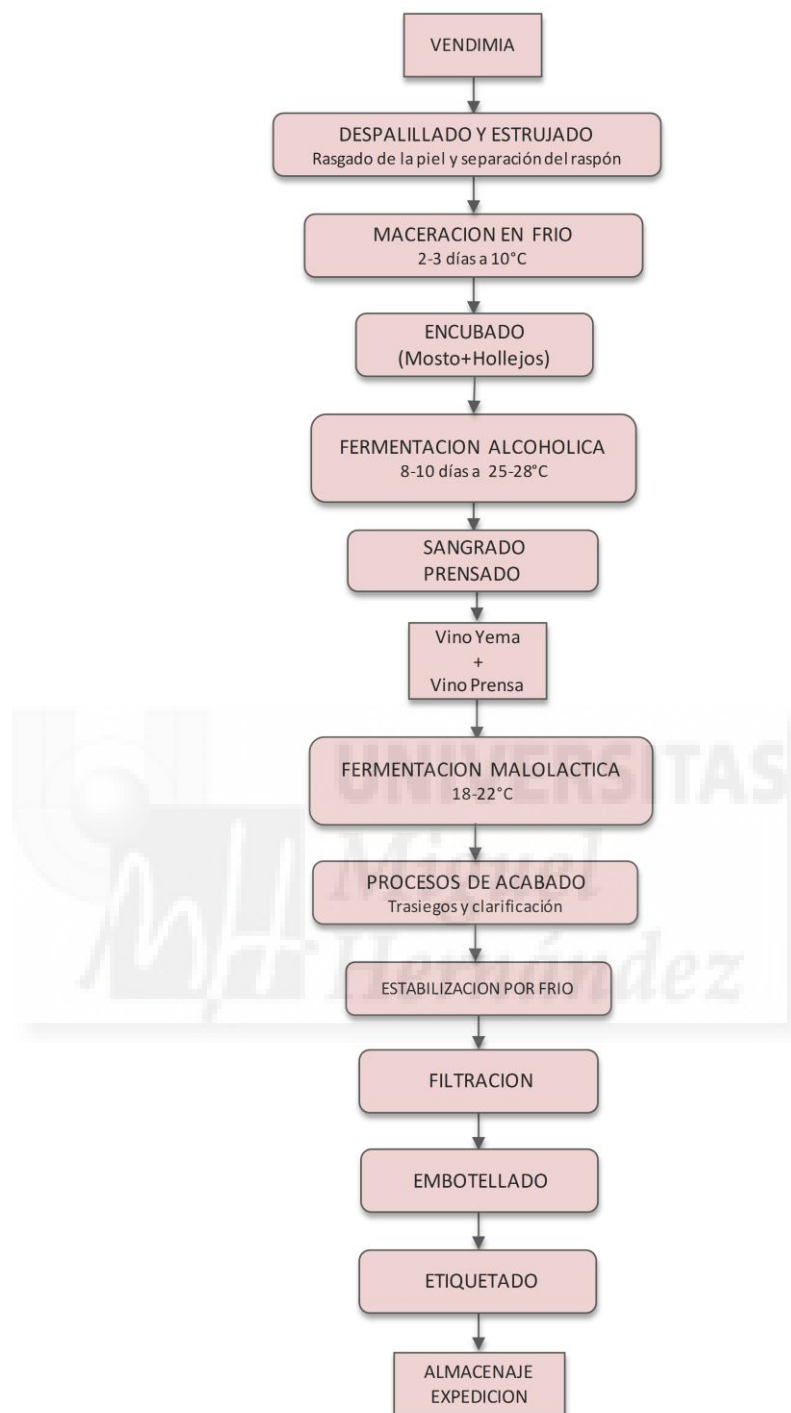 VENDIMIA
DESPALILLADO Y ESTRUJADO
Rasgado de la piel y separación del raspón
MACERACION EN FRIO
2-3 días a 10°C
ENCUBADO
(Mosto+Hollejos)
FERMENTACION ALCOHOLICA
8-10 días a 25-28°C
SANGRADO
PRENSADO
Vino Yema
+
Vino Prensa
FERMENTACION MALOLACTICA
18-22°C
PROCESOS DE ACABADO
Trasiegos y clarificación
ESTABILIZACION POR FRIO
FILTRACION
EMBOTELLADO
ETIQUETADO
ALMACENAJE
EXPEDICION
UNIVERSITAS
Miguel
Hernández